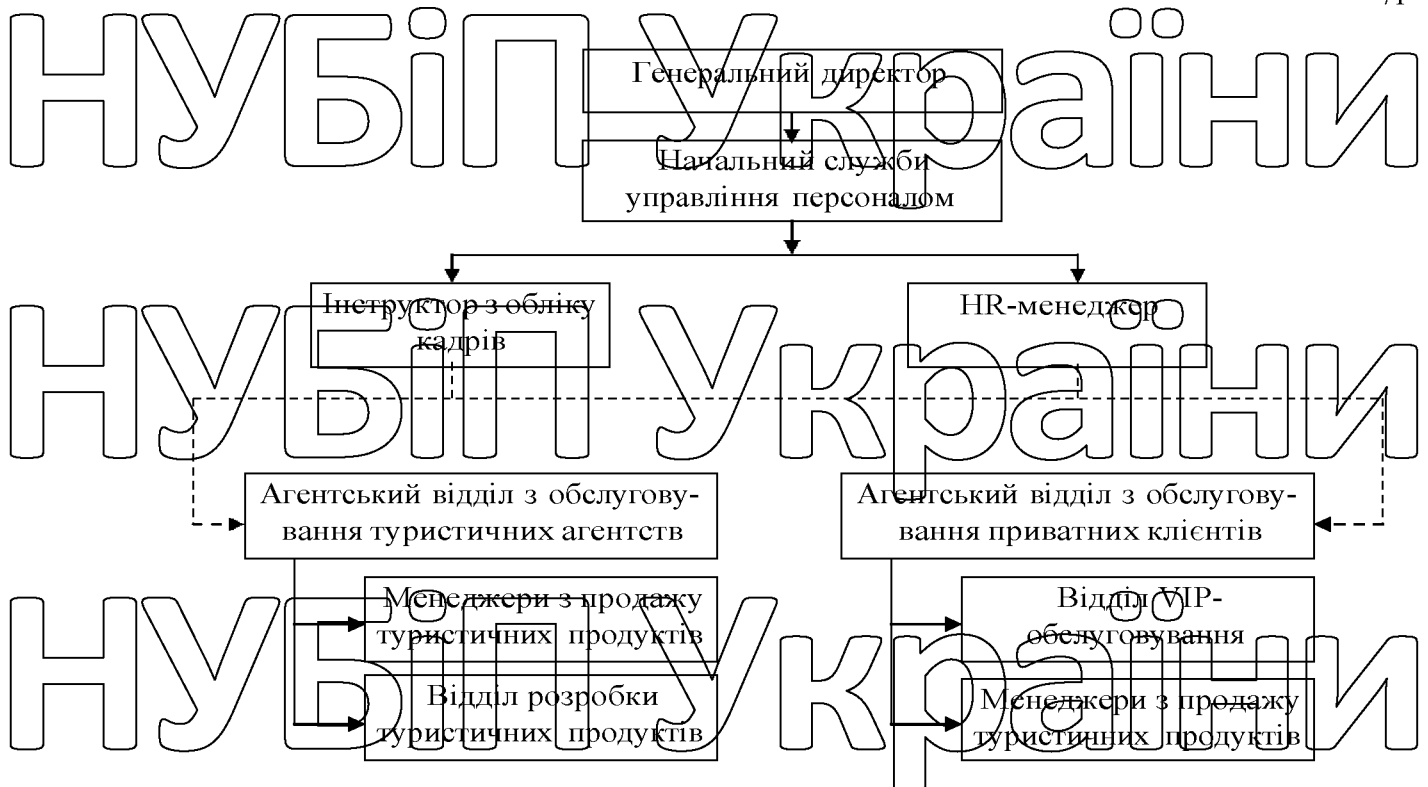 НУБіП України
Генеральний директор
Начальний служби
управління персоналом
Інструктор з обліку
кадрів
HR-менеджер
НУБіП України
Агентський відділ з обслугову-
вання туристичних агентств
Агентський відділ з обслугову-
вання приватних клієнтів
Менеджери з продажу
туристичних продуктів
Відділ VIP-
обслуговування
НУБіП України
Відділ розробки
туристичних продуктів
Менеджери з продажу
туристичних продуктів